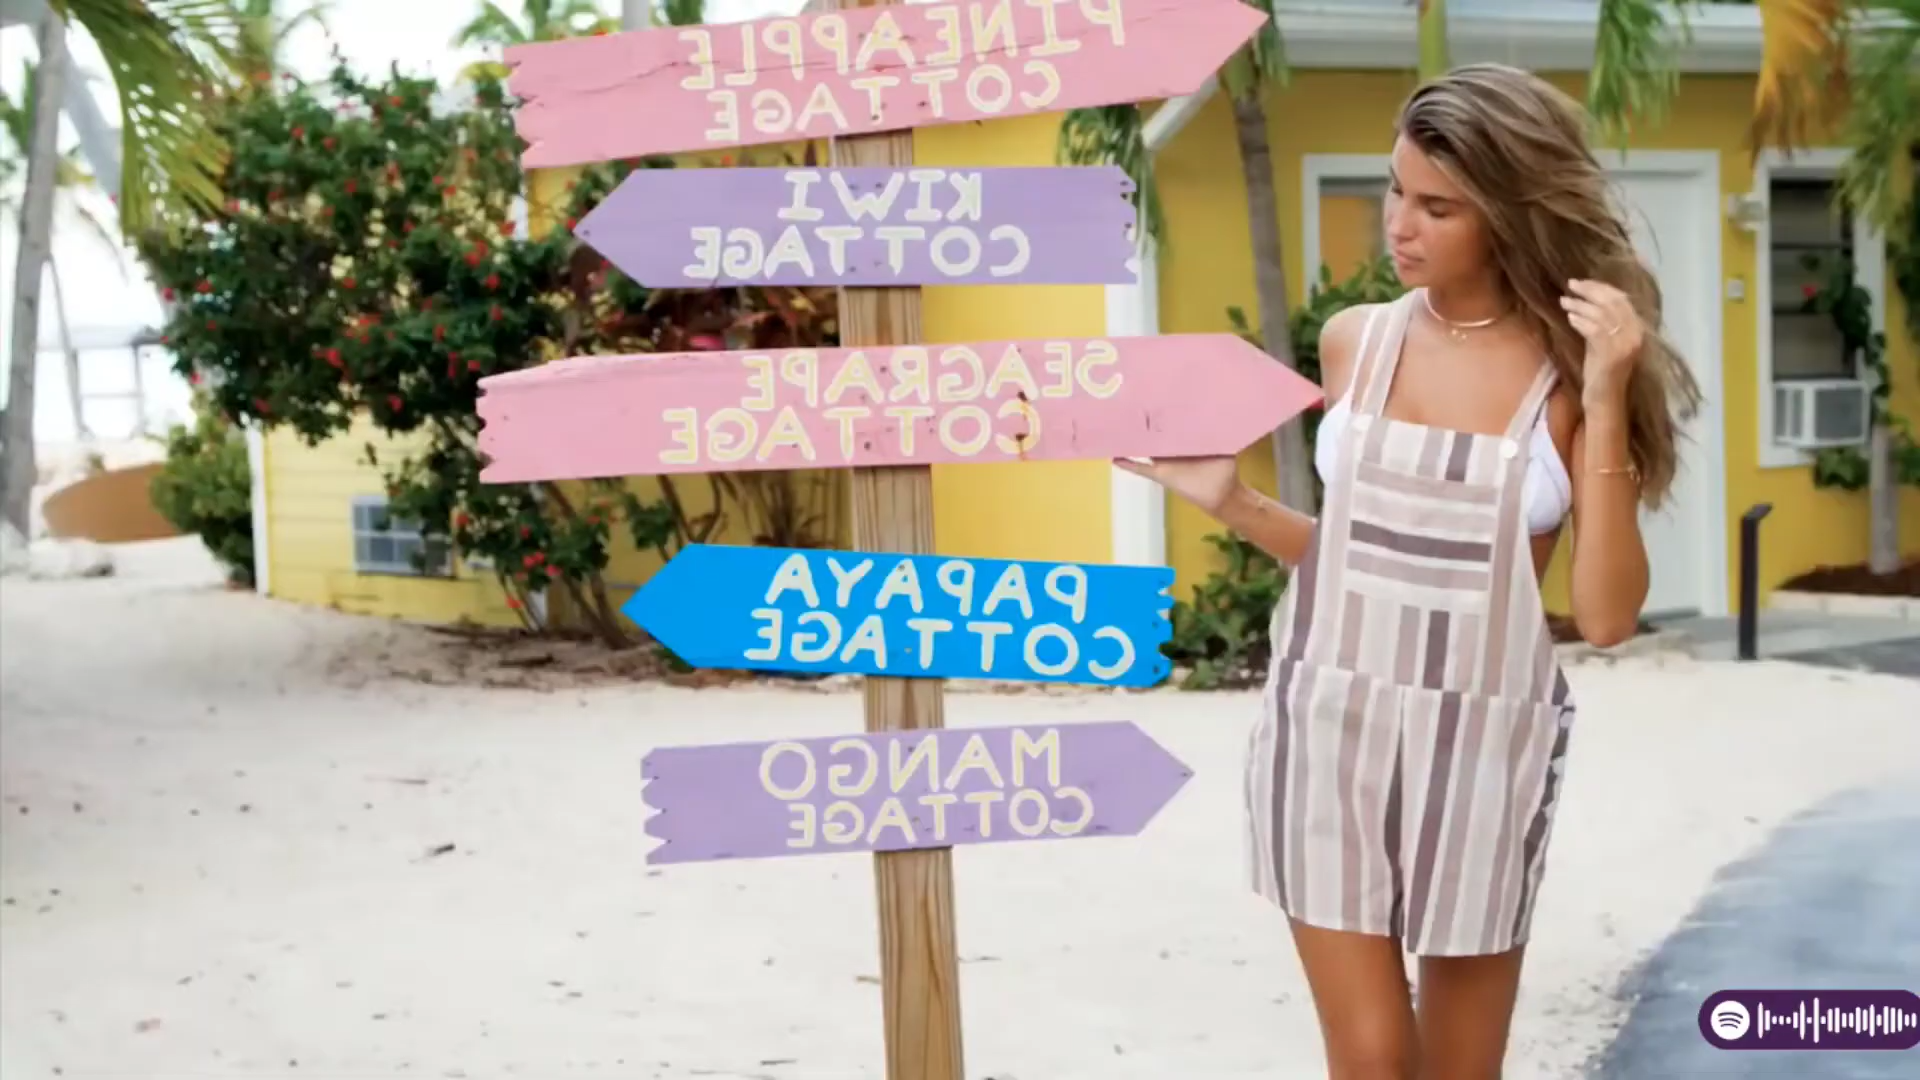 PINEAPPLE
COTTAGE
KIWI
COTTAGE
SEAGRAPE
COTTAGE
PAPAYA
COTTAGE
MANGO
COTTAGE